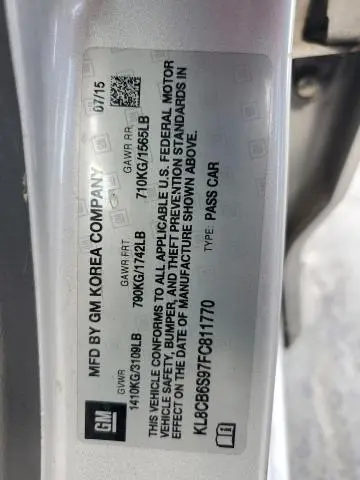 MFD BY GM KOREA COMPANY 07/15
GVWR GAWR FRT GAWR RR
1410KG/3109LB 790KG/1742LB 710KG/1565LB
THIS VEHICLE CONFORMS TO ALL APPLICABLE U.S. FEDERAL MOTOR
VEHICLE SAFETY, BUMPER, AND THEFT PREVENTION STANDARDS IN
EFFECT ON THE DATE OF MANUFACTURE SHOWN ABOVE.
TYPE: PASS CAR
KL8CB6S97FC811770
GM